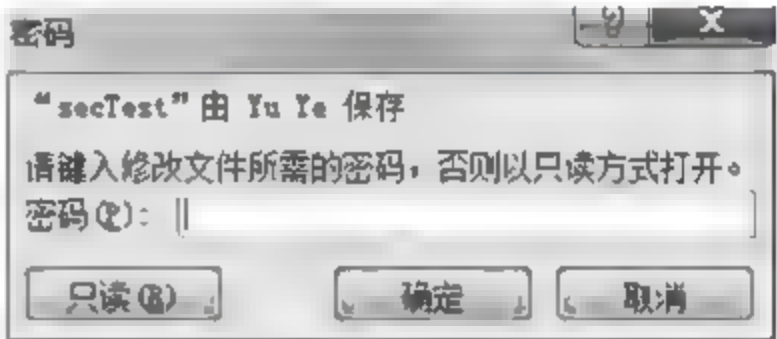 密码
“secTest”由 Yu Ye 保存
请键入修改文件所需的密码，否则以只读方式打开。
密码(P)：
只读(R) 确定 取消